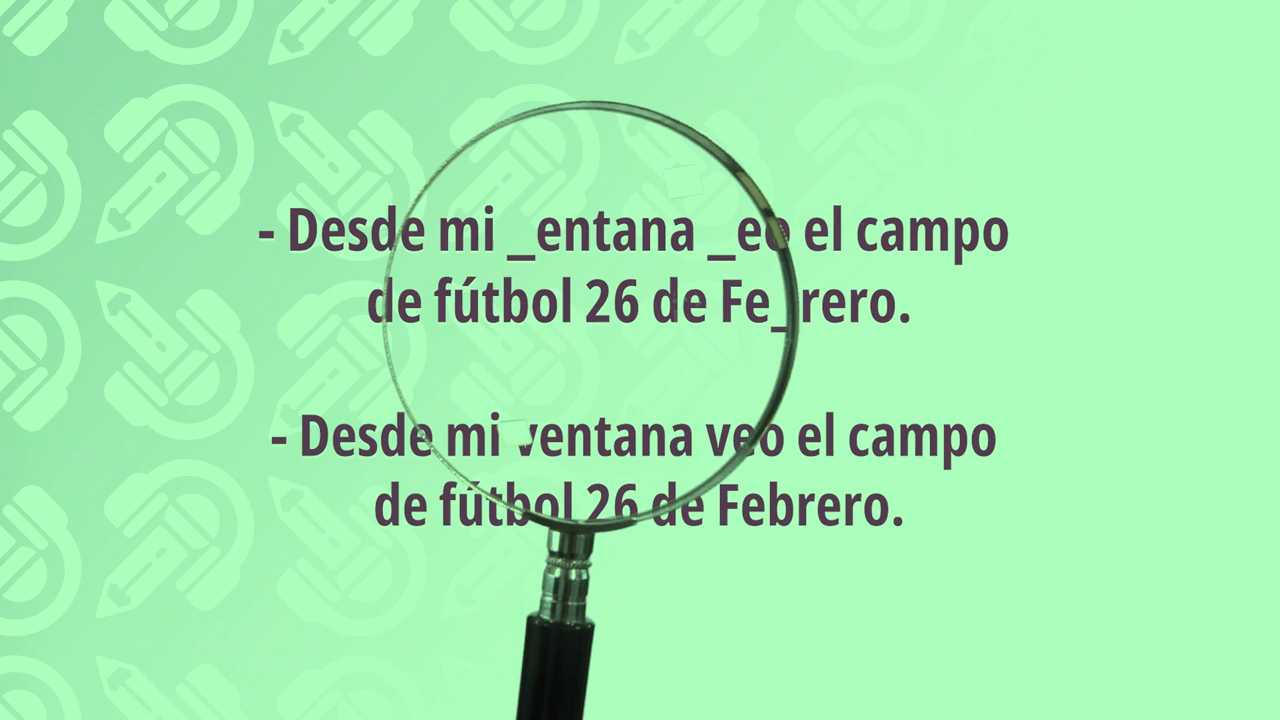 - Desde mi _entana _eo el campo
de fútbol 26 de Fe_rero.
- Desde mi ventana veo el campo
de fútbol 26 de Febrero.